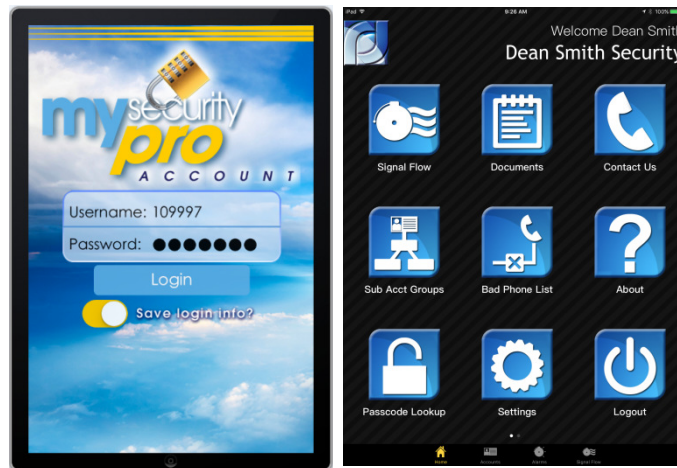 my security
pro
ACCOUNT
Username: 109997
Password: ●●●●●●●
Login
Save login info?
iPad 9:26 AM 100%
Welcome Dean Smith
Dean Smith Security
Signal Flow Documents Contact Us
Sub Acct Groups Bad Phone List About
Passcode Lookup Settings Logout
Home Accounts Alarms Signal Flow